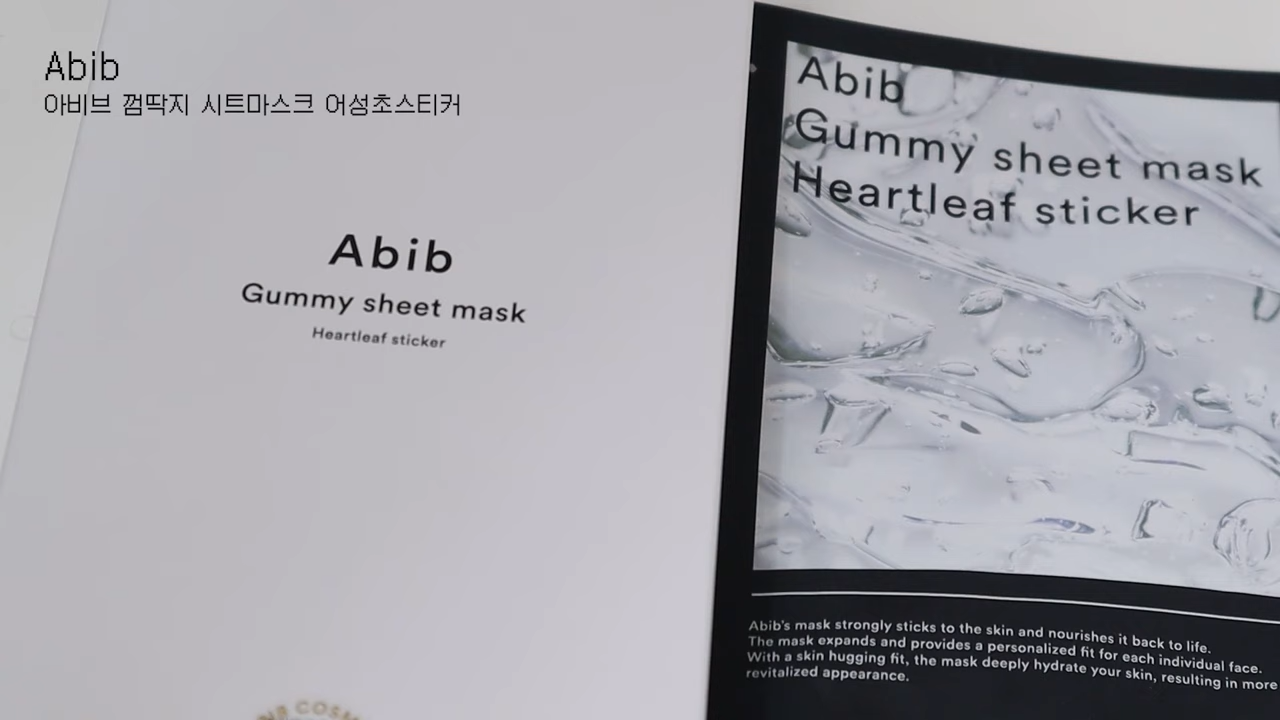 Abib
아비브 껌딱지 시트마스크 어성초스티커
Abib
Gummy sheet mask
Heartleaf sticker
Abib
Gummy sheet mask
Heartleaf sticker
Abib's mask strongly sticks to the skin and nourishes it back to life.
The mask expands and provides a personalized fit for each individual face.
With a skin hugging fit, the mask deeply hydrate your skin, resulting in more
revitalized appearance.